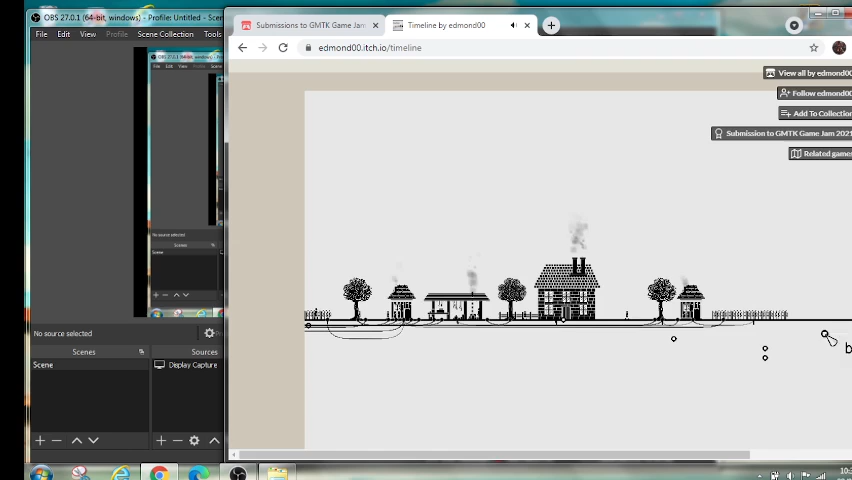 OBS 27.0.1 (64-bit, windows) - Profile: Untitled - Scen
File Edit View Profile Scene Collection Tools
Submissions to GMTK Game Jam
Timeline by edmond00
edmond00.itch.io/timeline
View all by edmond00
Follow edmond00
Add To Collection
Submission to GMTK Game Jam 2021
Related games
b
No source selected
Scenes
Sources
Scene
Display Capture